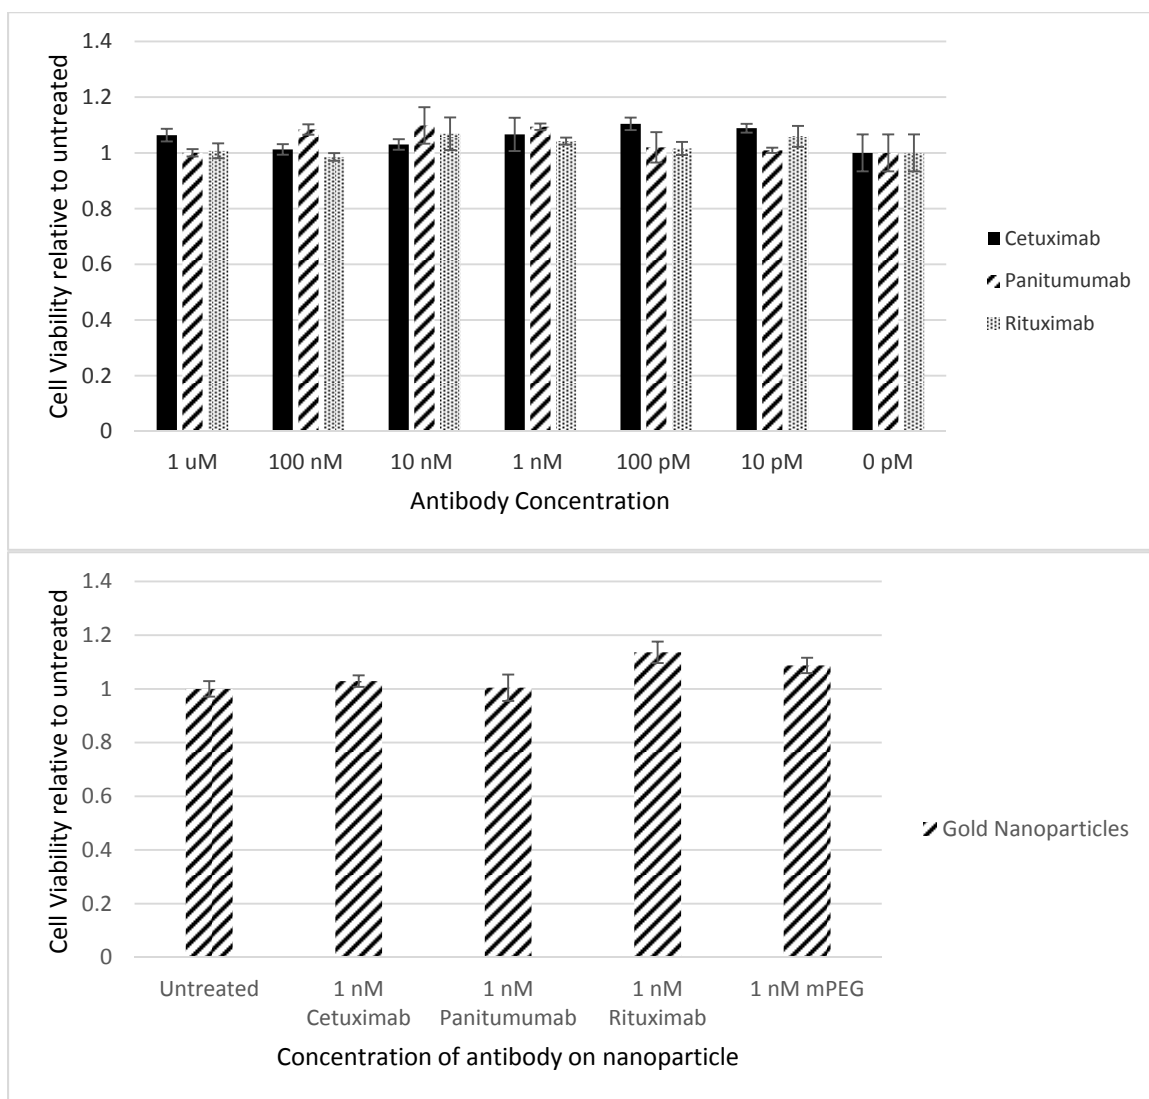 Cell Viability relative to untreated
1.4
1.2
1
0.8
0.6
0.4
0.2
0
1 uM 100 nM 10 nM 1 nM 100 pM 10 pM 0 pM
Antibody Concentration
Cetuximab
Panitumumab
Rituximab
Cell Viability relative to untreated
1.4
1.2
1
0.8
0.6
0.4
0.2
0
Untreated 1 nM 1 nM 1 nM 1 nM mPEG
Cetuximab Panitumumab Rituximab
Concentration of antibody on nanoparticle
Gold Nanoparticles